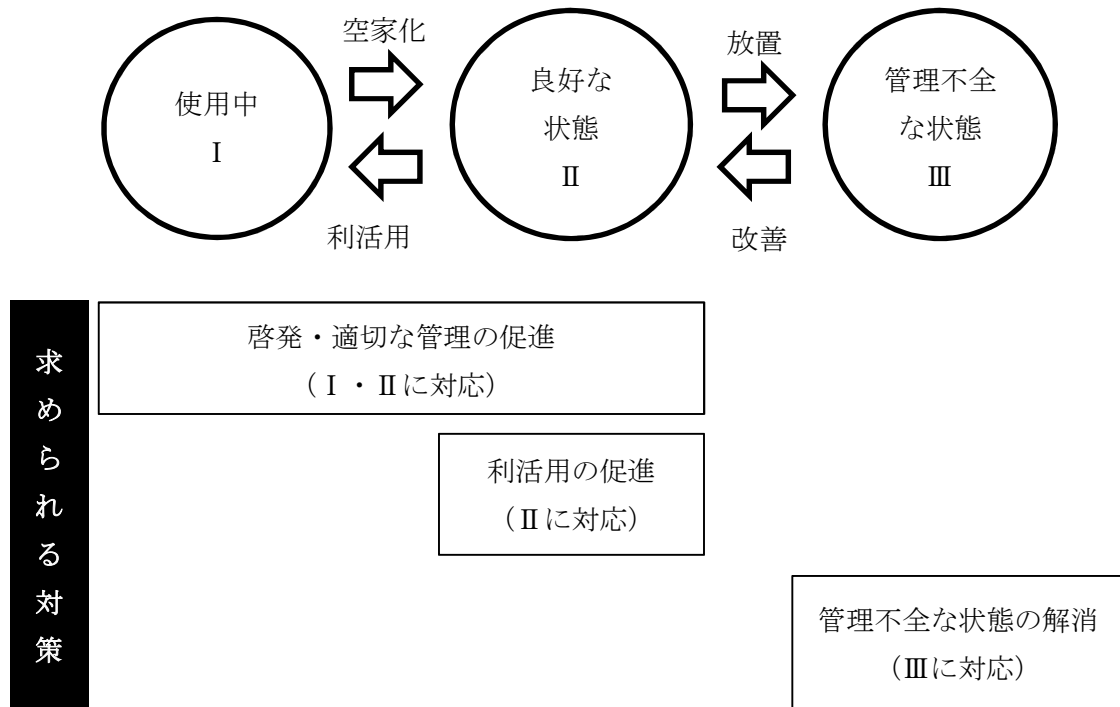 空家化
放置
使用中
Ⅰ
良好な
状態
Ⅱ
管理不全
な状態
Ⅲ
利活用
改善
求められる対策
啓発・適切な管理の促進
（Ⅰ・Ⅱに対応）
利活用の促進
（Ⅱに対応）
管理不全な状態の解消
（Ⅲに対応）